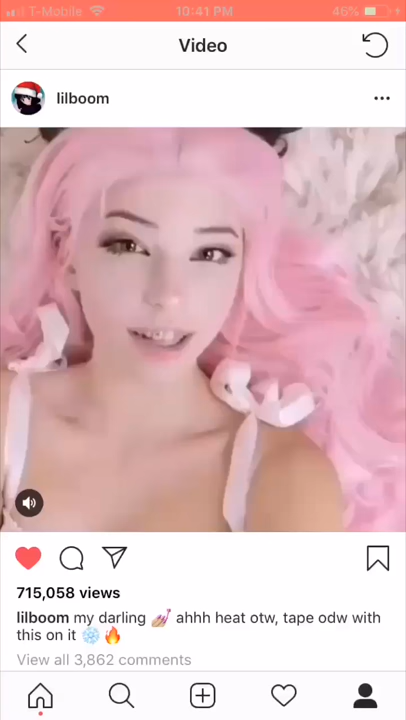 T-Mobile 10:41 PM 46%
Video
lilboom
715,058 views
lilboom my darling 💅🏼 ahhh heat otw, tape odw with
this on it ❄️🔥
View all 3,862 comments